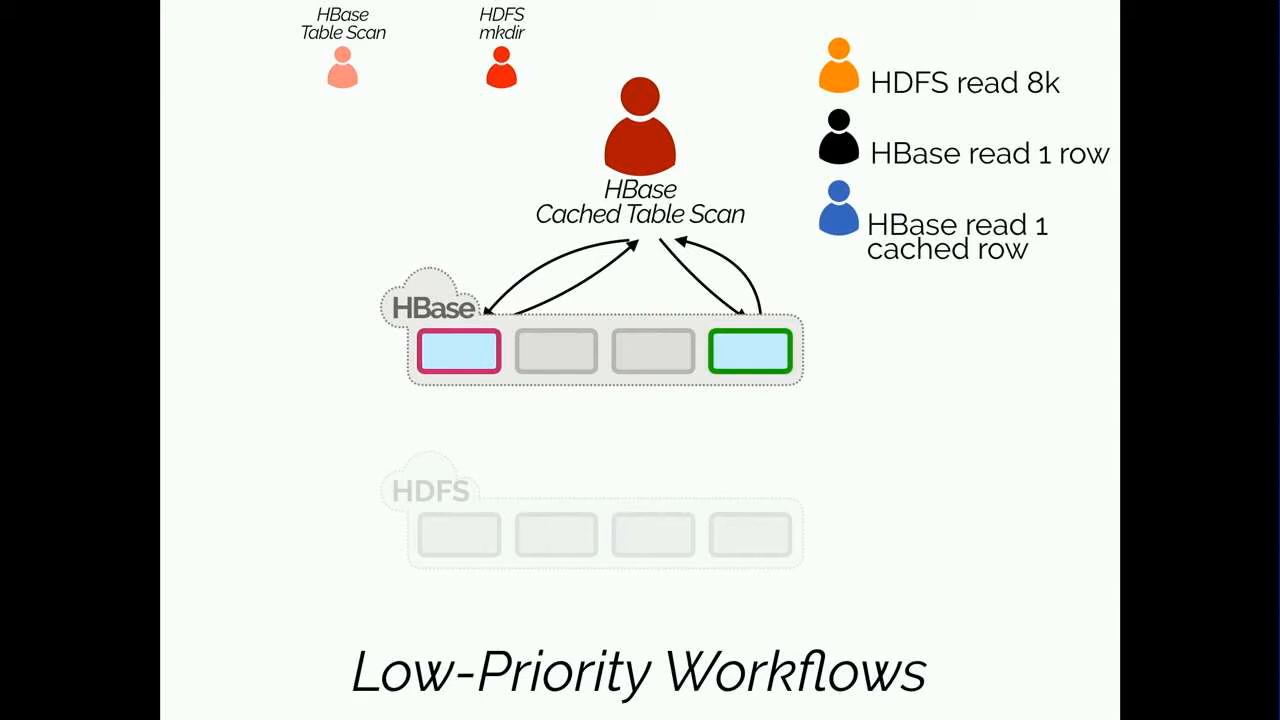 HBase
Table Scan
HDFS
mkdir
HDFS read 8k
HBase read 1 row
HBase read 1
cached row
HBase
Cached Table Scan
HBase
HDFS
Low-Priority Workflows